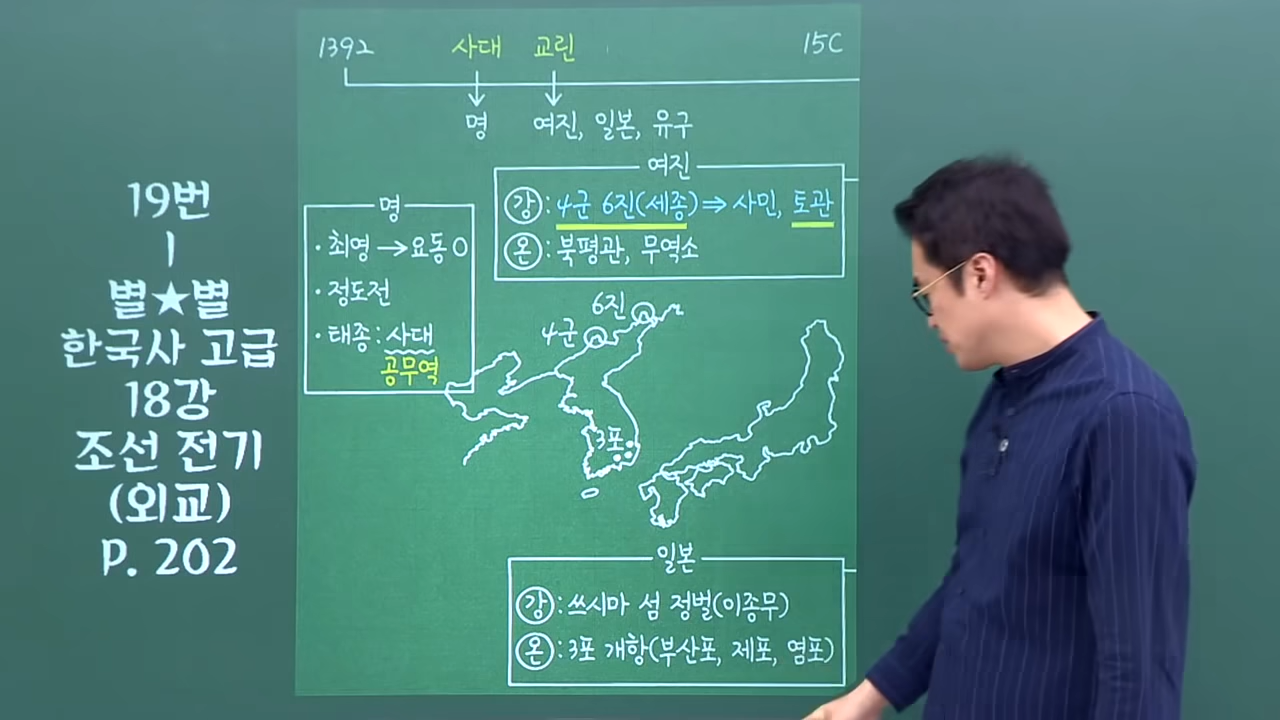 19번
|
별★별
한국사 고급
18강
조선 전기
(외교)
P. 202
1392 사대 교린 15C
명 여진, 일본, 유구
여진
강 : 4군 6진(세종) ⇒ 사민, 토관
온 : 북평관, 무역소
명
· 최영 → 요동 O
· 정도전
· 태종 : 사대
공무역
6진
4군
3포
일본
강 : 쓰시마 섬 정벌(이종무)
온 : 3포 개항(부산포, 제포, 염포)